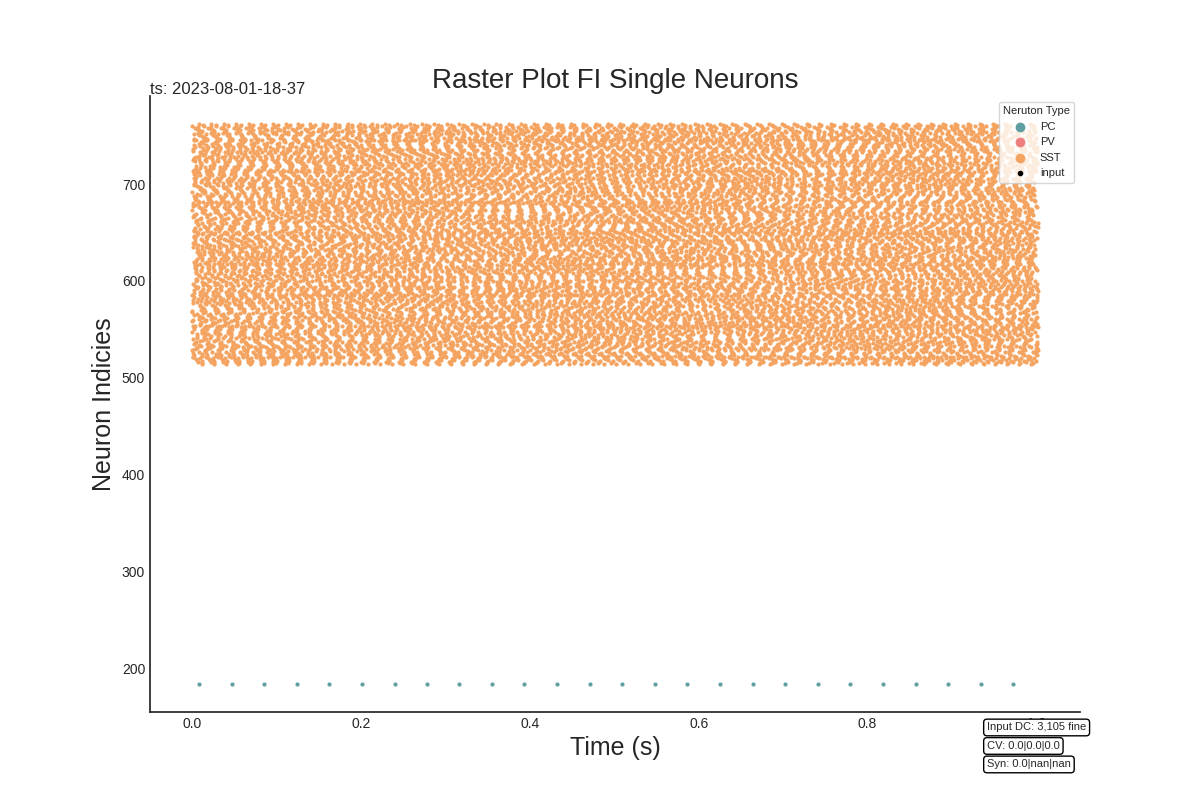 Raster Plot FI Single Neurons
ts: 2023-08-01-18-37
Neruton Type
PC
PV
SST
input
700
600
500
400
300
200
Neuron Indicies
0.0 0.2 0.4 0.6 0.8
Time (s)
Input DC: 3,105 fine
CV: 0.0|0.0|0.0
Syn: 0.0|nan|nan